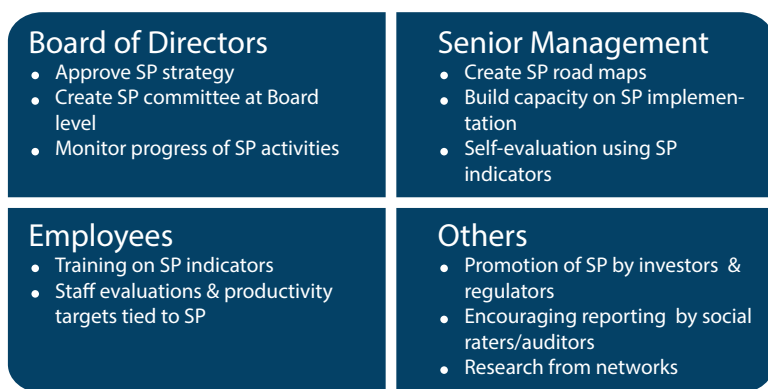 Board of Directors
• Approve SP strategy
• Create SP committee at Board
level
• Monitor progress of SP activities
Senior Management
• Create SP road maps
• Build capacity on SP implemen-
tation
• Self-evaluation using SP
indicators
Employees
• Training on SP indicators
• Staff evaluations & productivity
targets tied to SP
Others
• Promotion of SP by investors &
regulators
• Encouraging reporting by social
raters/auditors
• Research from networks